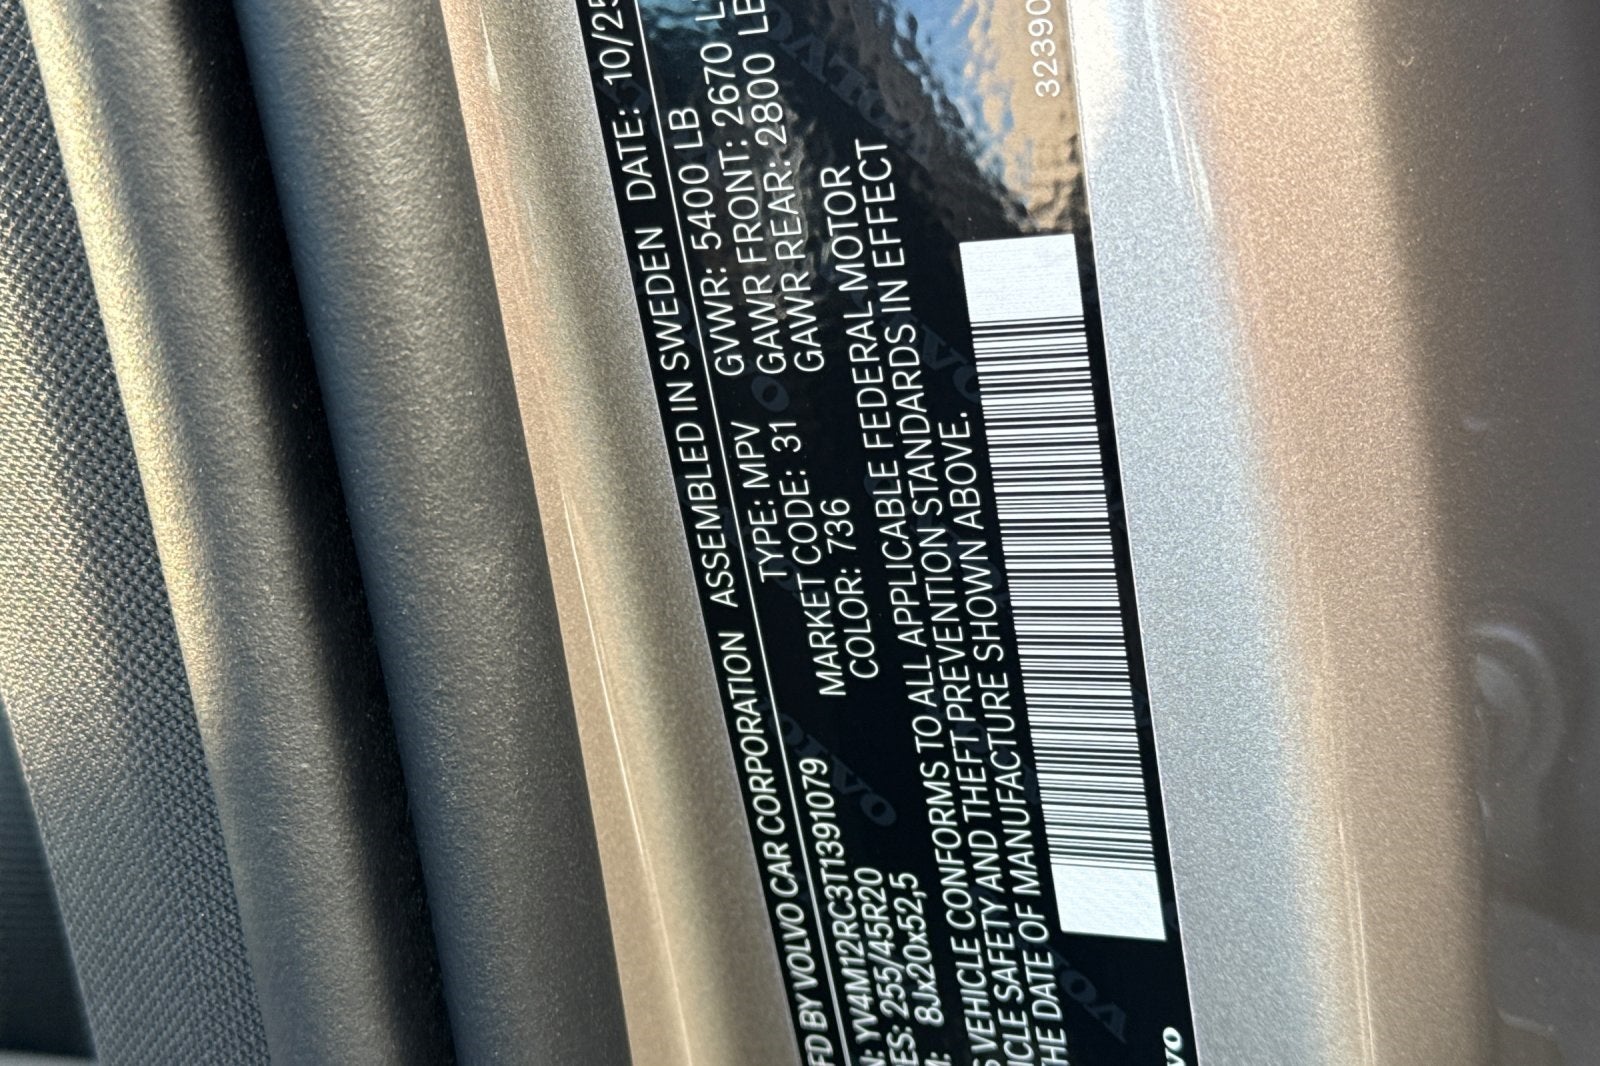 FD BY VOLVO CAR CORPORATION ASSEMBLED IN SWEDEN DATE: 10/25
N: YV4M12RC3T1391079 TYPE: MPV GVWR: 5400 LB
ES: 255/45R20 MARKET CODE: 31 GAWR FRONT: 2670 L
M: 8Jx20x52,5 COLOR: 736 GAWR REAR: 2800 LB
S VEHICLE CONFORMS TO ALL APPLICABLE FEDERAL MOTOR
ICLE SAFETY AND THEFT PREVENTION STANDARDS IN EFFECT
THE DATE OF MANUFACTURE SHOWN ABOVE.
32390